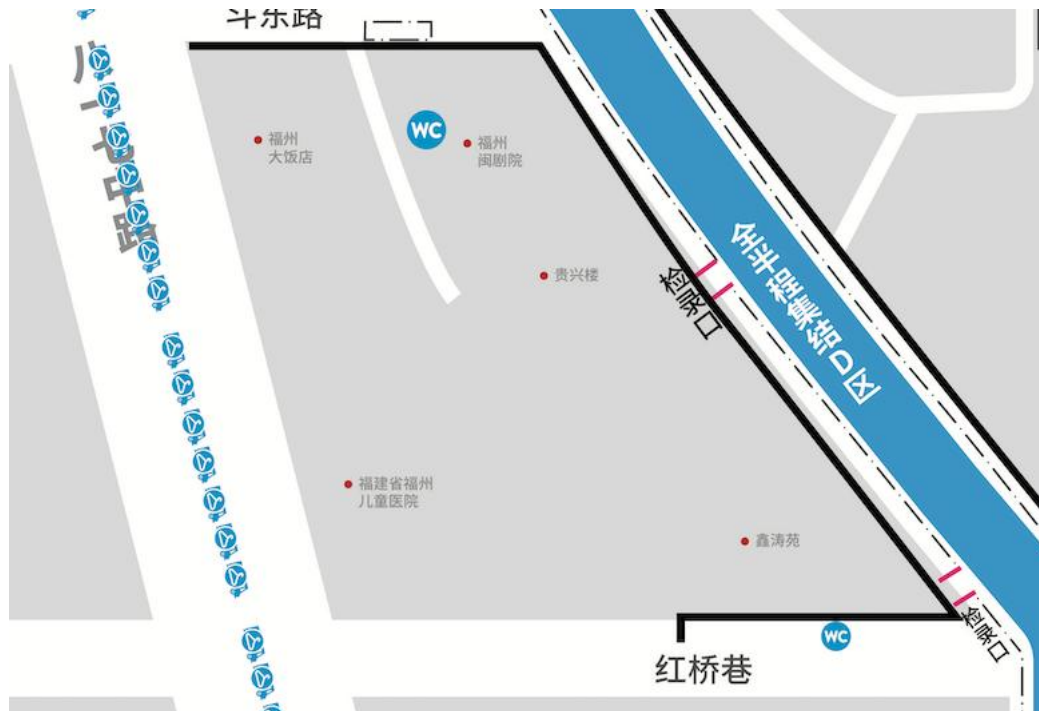 斗东路
八一七中路
WC
福州
大饭店
福州
闽剧院
贵兴楼
检录口
全半程集结D区
福建省福州
儿童医院
鑫涛苑
WC
检录口
红桥巷